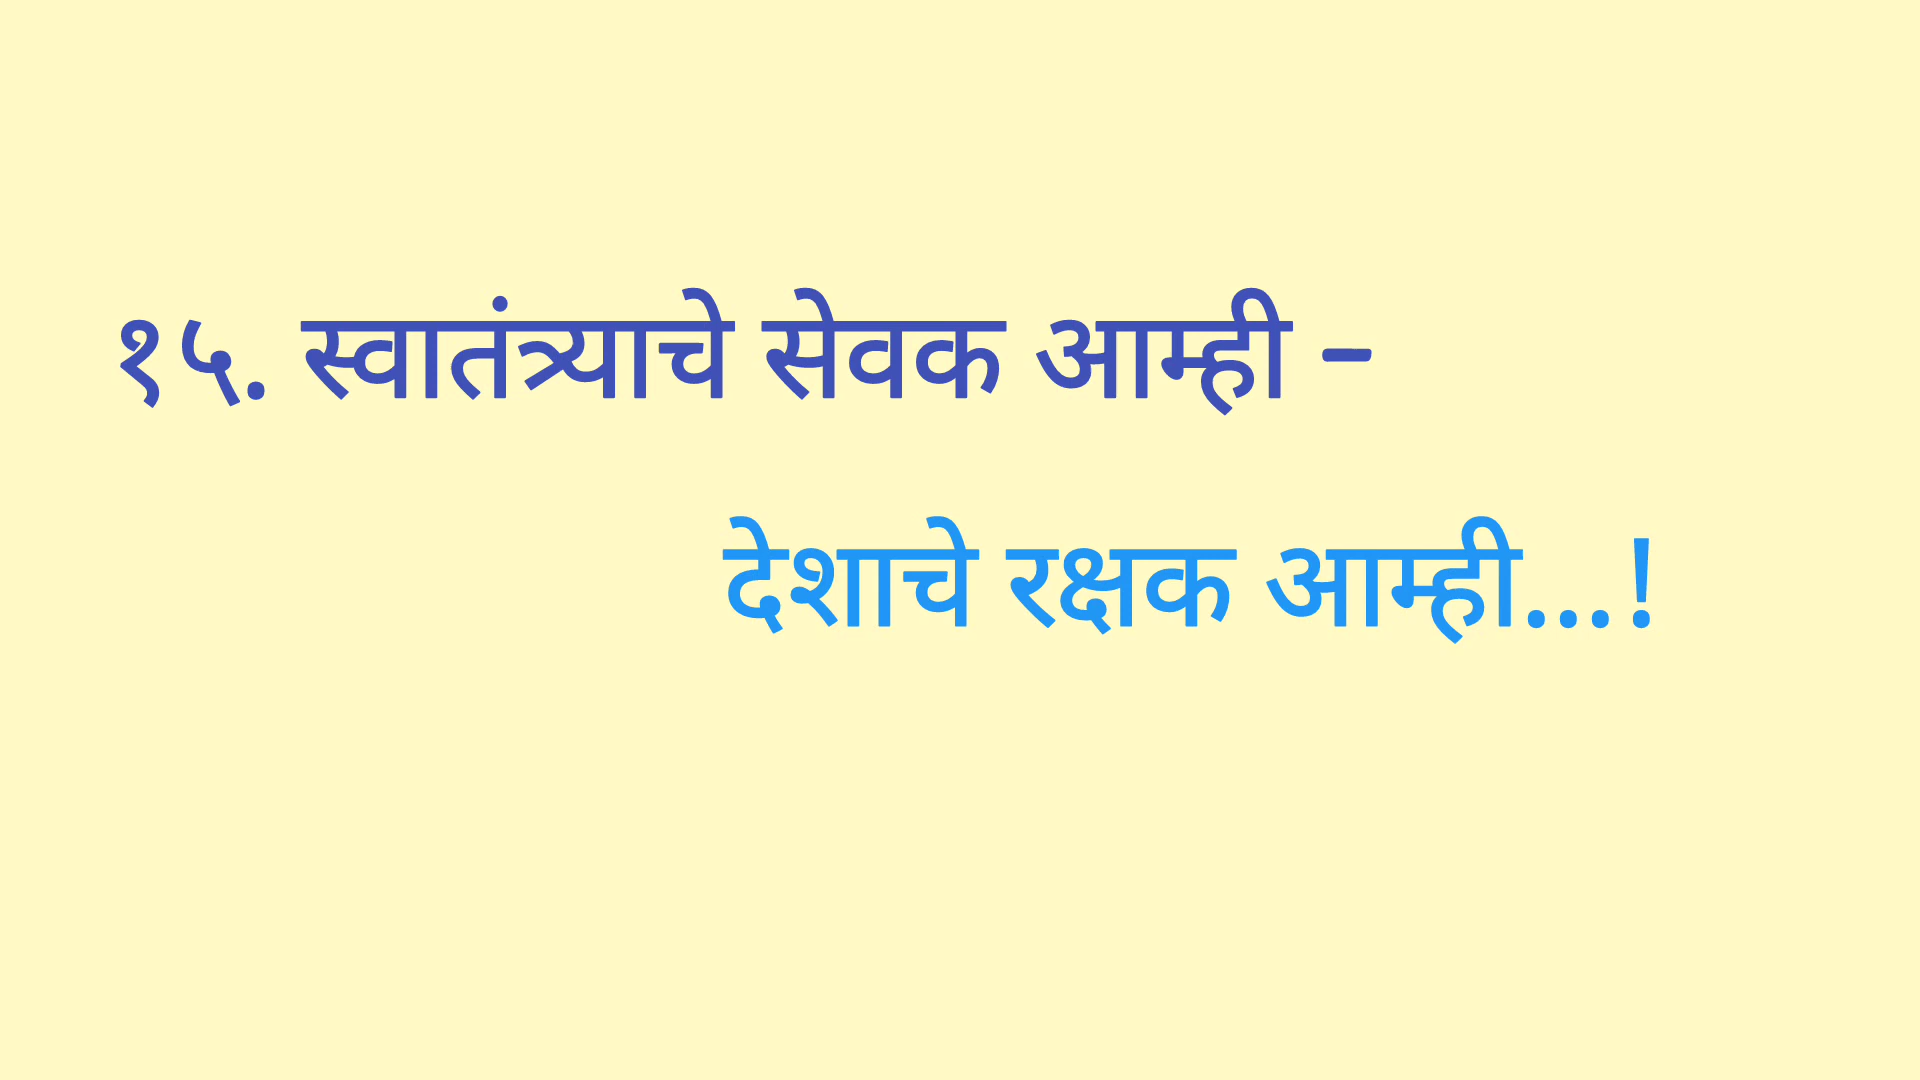 १५. स्वातंत्र्याचे सेवक आम्ही -
देशाचे रक्षक आम्ही...!